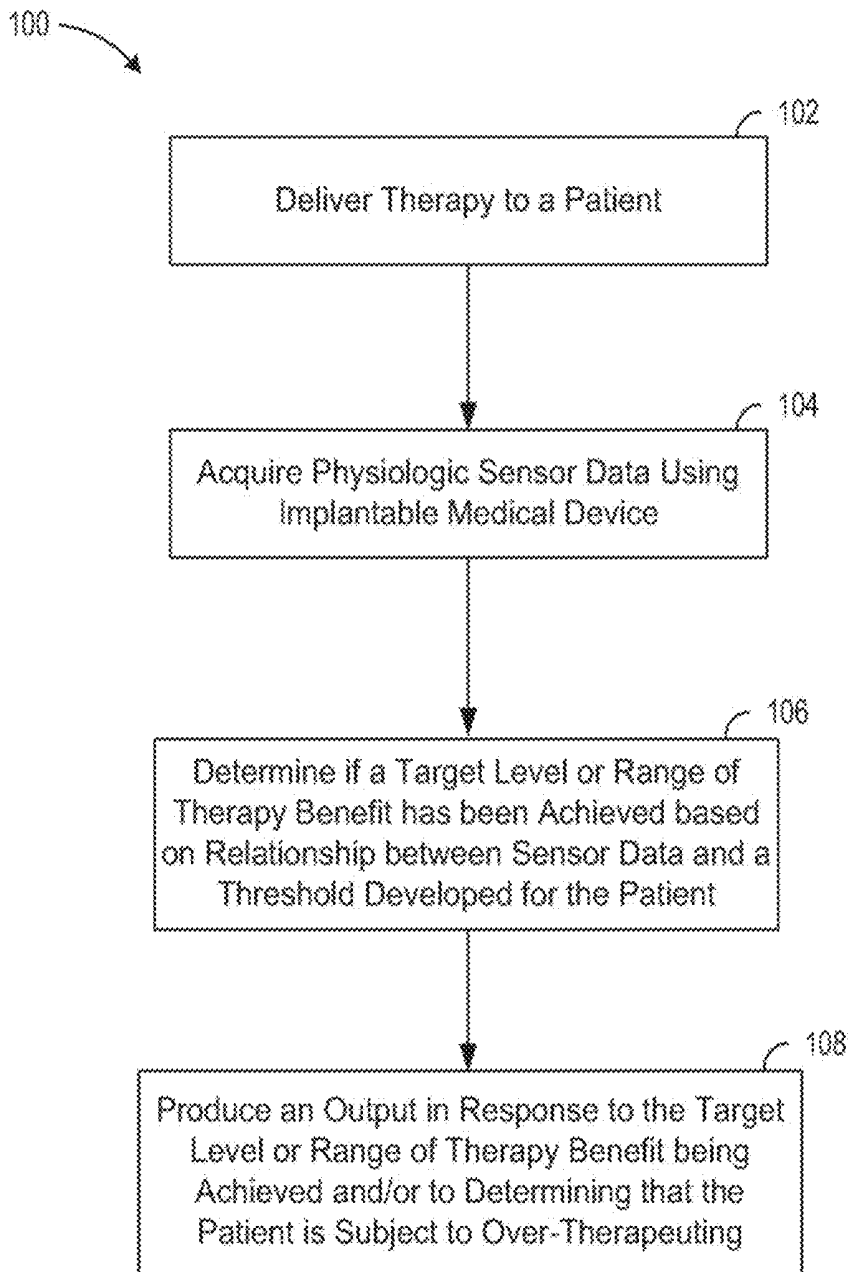 100
102
Deliver Therapy to a Patient
104
Acquire Physiologic Sensor Data Using
Implantable Medical Device
106
Determine if a Target Level or Range of
Therapy Benefit has been Achieved based
on Relationship between Sensor Data and a
Threshold Developed for the Patient
108
Produce an Output in Response to the Target
Level or Range of Therapy Benefit being
Achieved and/or to Determining that the
Patient is Subject to Over-Therapeuting